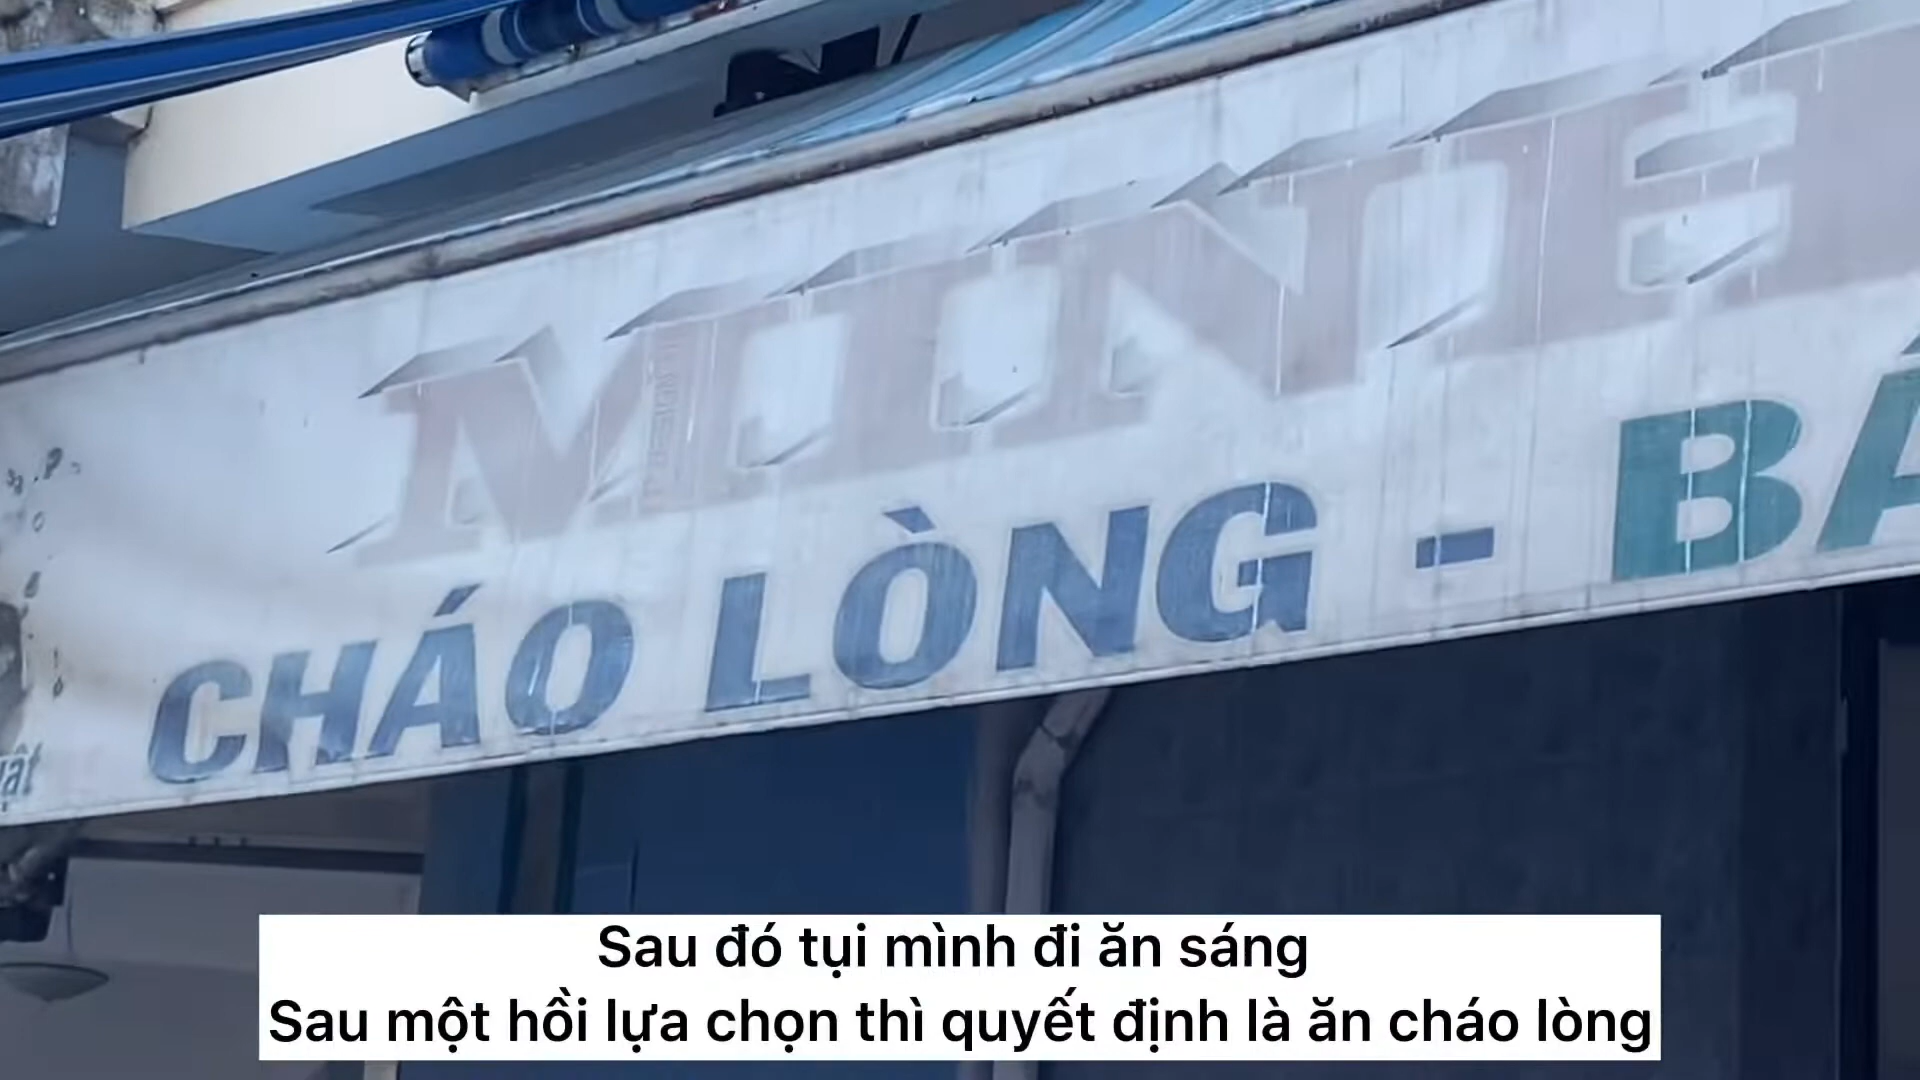 CHÁO LÒNG - BÁ
Sau đó tụi mình đi ăn sáng
Sau một hồi lựa chọn thì quyết định là ăn cháo lòng